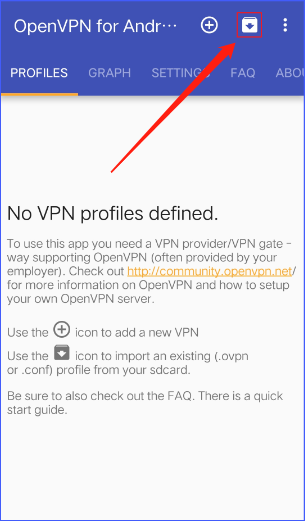 OpenVPN for Andr...
PROFILES GRAPH SETTINGS FAQ ABOU
No VPN profiles defined.
To use this app you need a VPN provider/VPN gate -
way supporting OpenVPN (often provided by your
employer). Check out http://community.openvpn.net/
for more information on OpenVPN and how to setup
your own OpenVPN server.
Use the icon to add a new VPN
Use the icon to import an existing (.ovpn
or .conf) profile from your sdcard.
Be sure to also check out the FAQ. There is a quick
start guide.